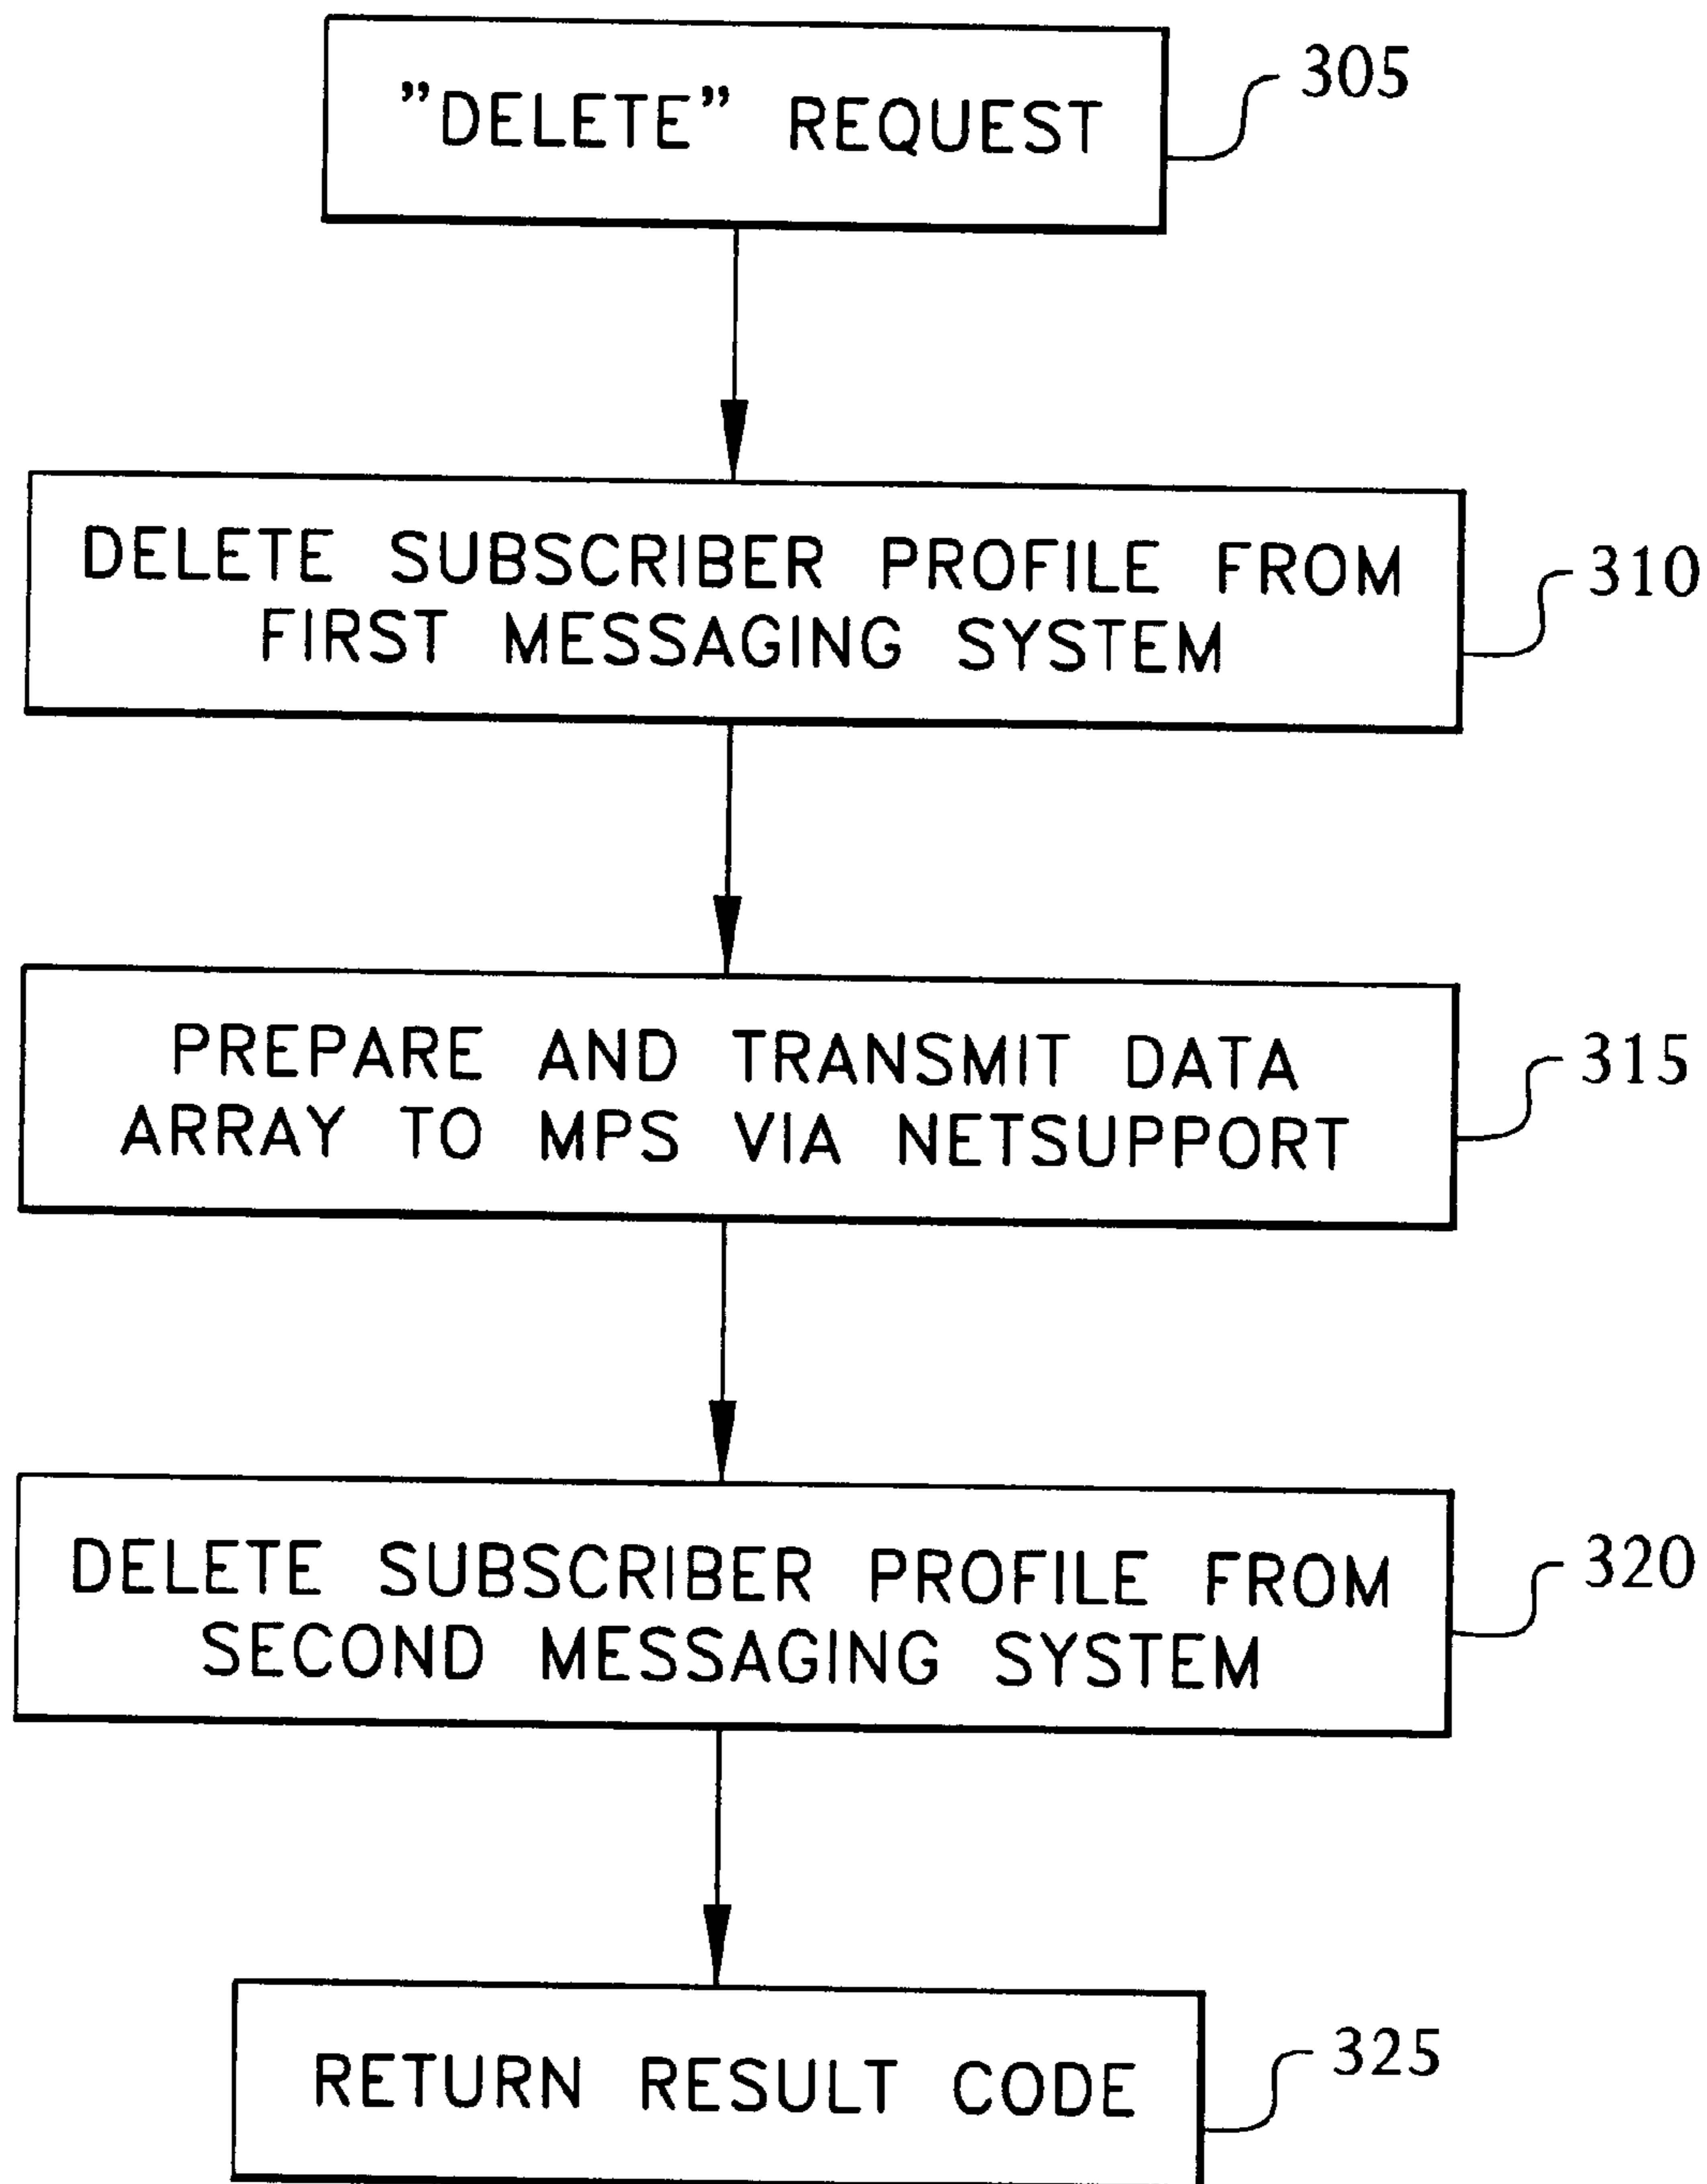 ”DELETE” REQUEST
305
DELETE SUBSCRIBER PROFILE FROM
FIRST MESSAGING SYSTEM
310
PREPARE AND TRANSMIT DATA
ARRAY TO MPS VIA NETSUPPORT
315
DELETE SUBSCRIBER PROFILE FROM
SECOND MESSAGING SYSTEM
320
RETURN RESULT CODE
325